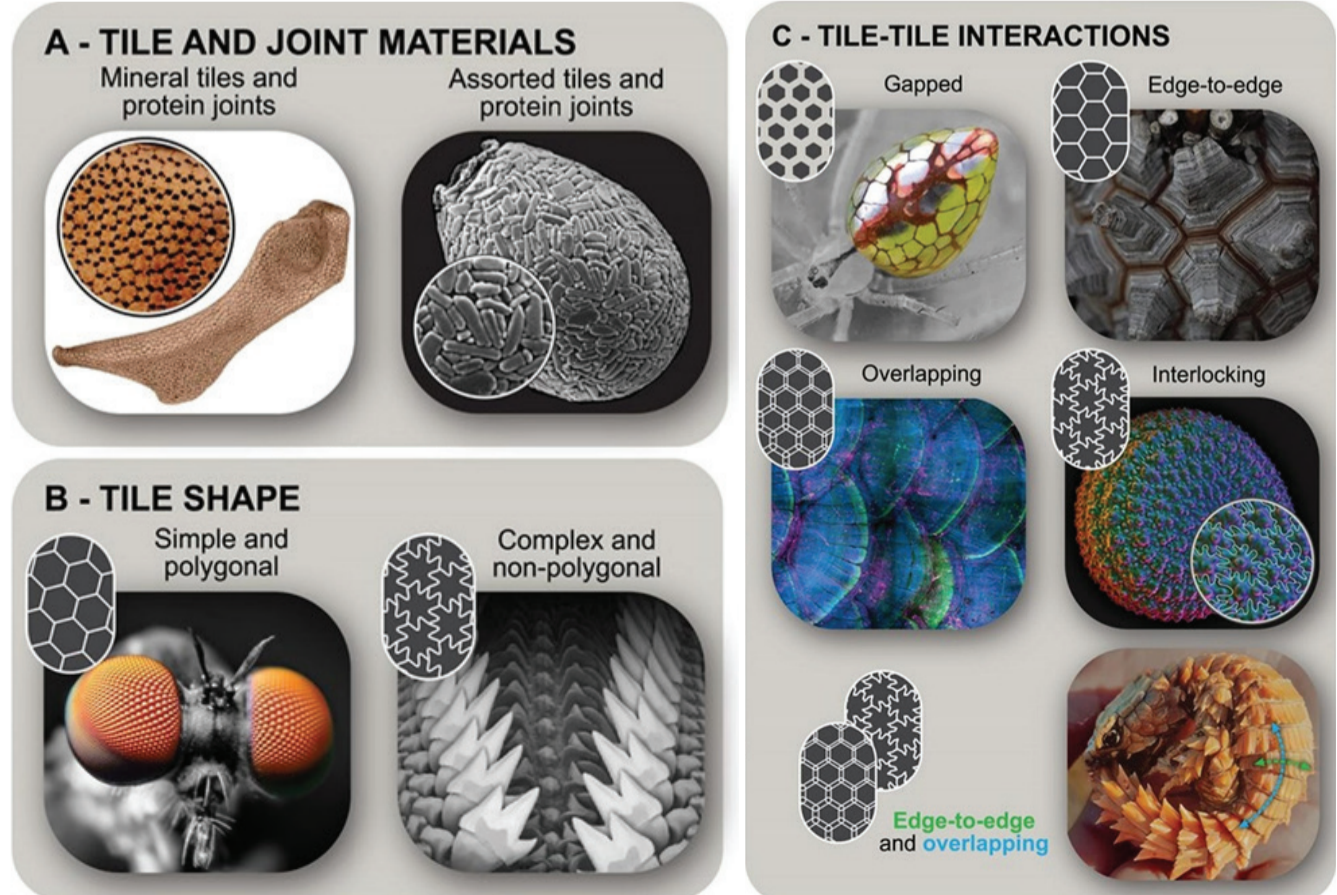 A - TILE AND JOINT MATERIALS
Mineral tiles and
protein joints
Assorted tiles and
protein joints
B - TILE SHAPE
Simple and
polygonal
Complex and
non-polygonal
C - TILE-TILE INTERACTIONS
Gapped
Edge-to-edge
Overlapping
Interlocking
Edge-to-edge
and overlapping